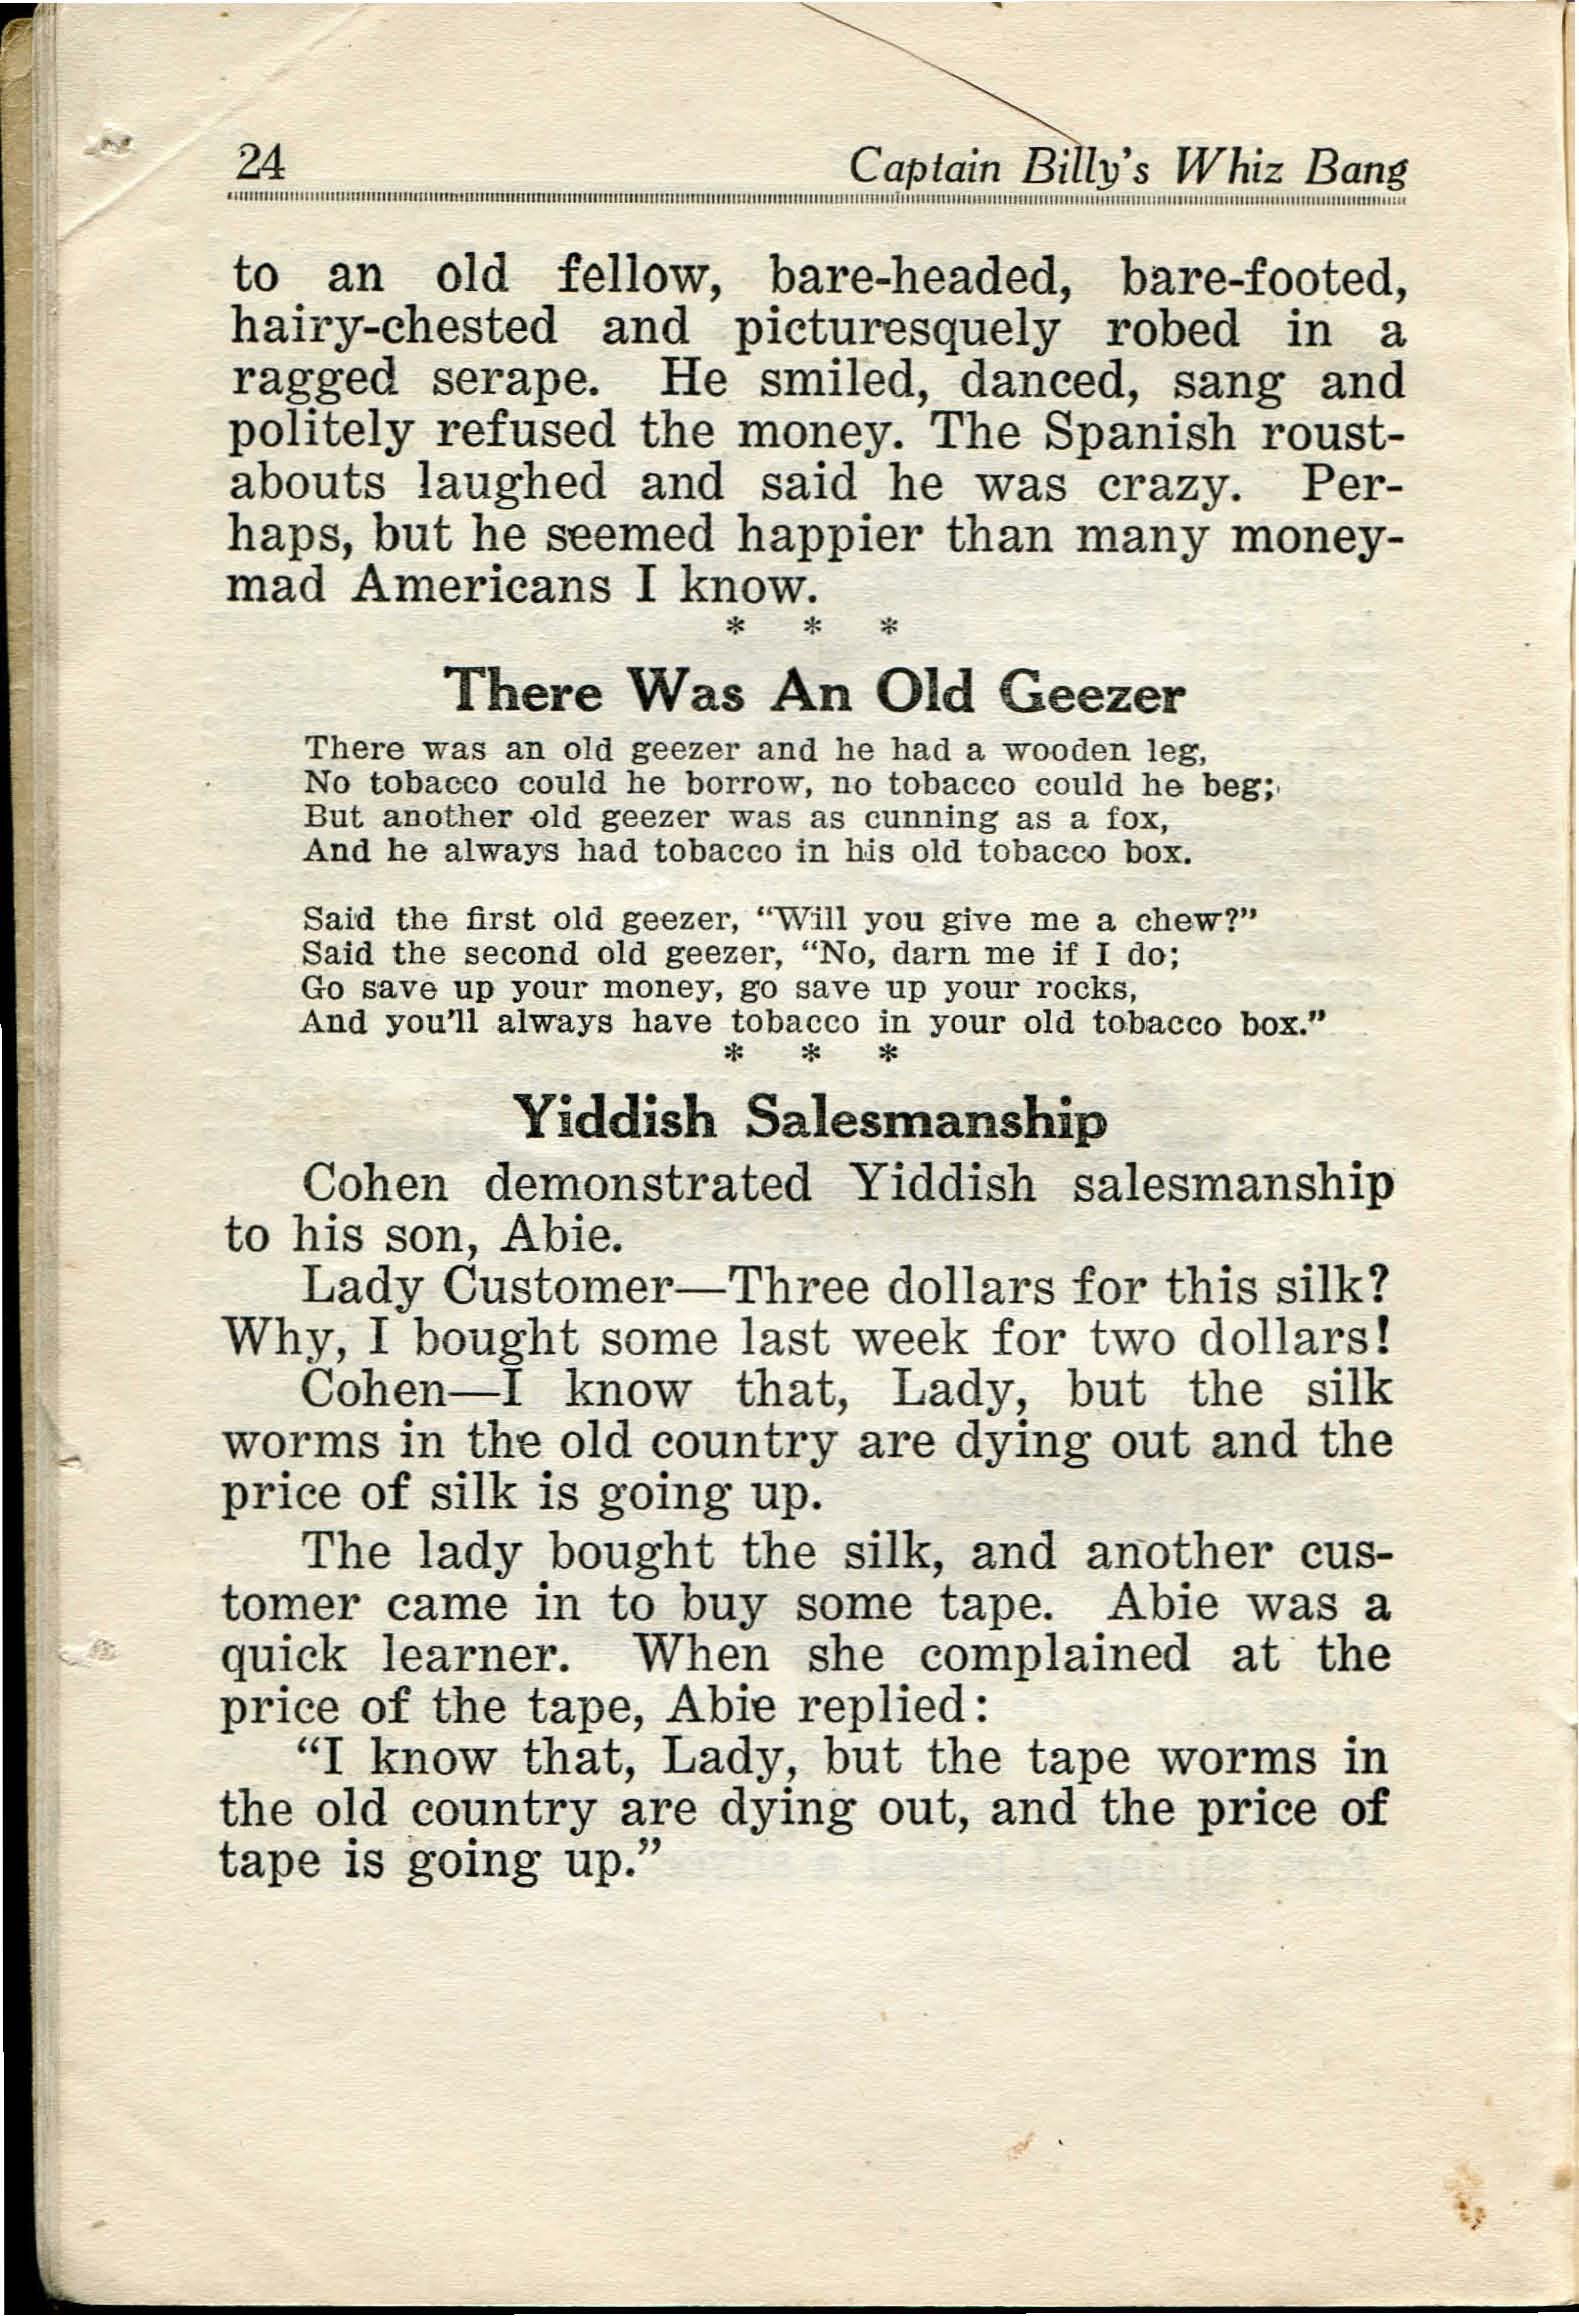 24 Captain Billy's Whiz Bang
to an old fellow, bare-headed, bare-footed,
hairy-chested and picturesquely robed in a
ragged serape. He smiled, danced, sang and
politely refused the money. The Spanish roust-
abouts laughed and said he was crazy. Per-
haps, but he seemed happier than many money-
mad Americans I know.
* * *
There Was An Old Geezer
There was an old geezer and he had a wooden leg,
No tobacco could he borrow, no tobacco could he beg;
But another old geezer was as cunning as a fox,
And he always had tobacco in his old tobacco box.
Said the first old geezer, "Will you give me a chew?"
Said the second old geezer, "No, darn me if I do;
Go save up your money, go save up your rocks,
And you'll always have tobacco in your old tobacco box."
* * *
Yiddish Salesmanship
Cohen demonstrated Yiddish salesmanship
to his son, Abie.
Lady Customer—Three dollars for this silk?
Why, I bought some last week for two dollars!
Cohen—I know that, Lady, but the silk
worms in the old country are dying out and the
price of silk is going up.
The lady bought the silk, and another cus-
tomer came in to buy some tape. Abie was a
quick learner. When she complained at the
price of the tape, Abie replied:
"I know that, Lady, but the tape worms in
the old country are dying out, and the price of
tape is going up."